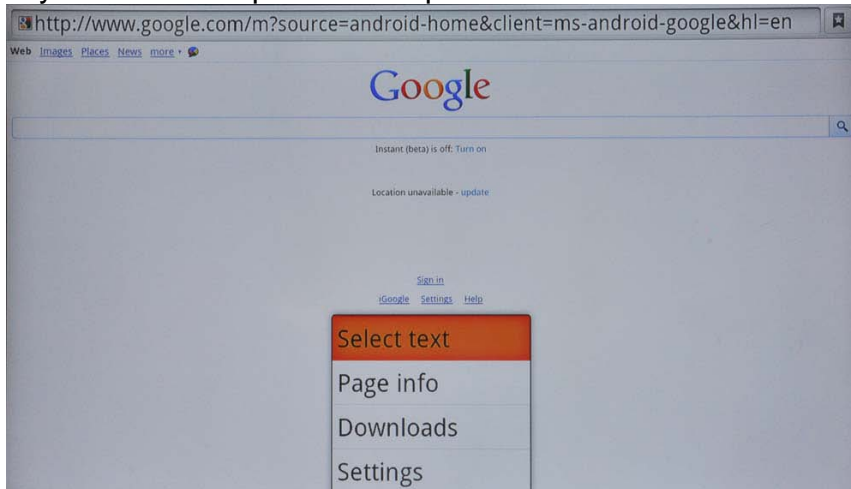 http://www.google.com/m?source=android-home&client=ms-android-google&hl=en
Web Images Places News more
Google
Instant (beta) is off: Turn on
Location unavailable - update
Sign in
iGoogle Settings Help
Select text
Page info
Downloads
Settings